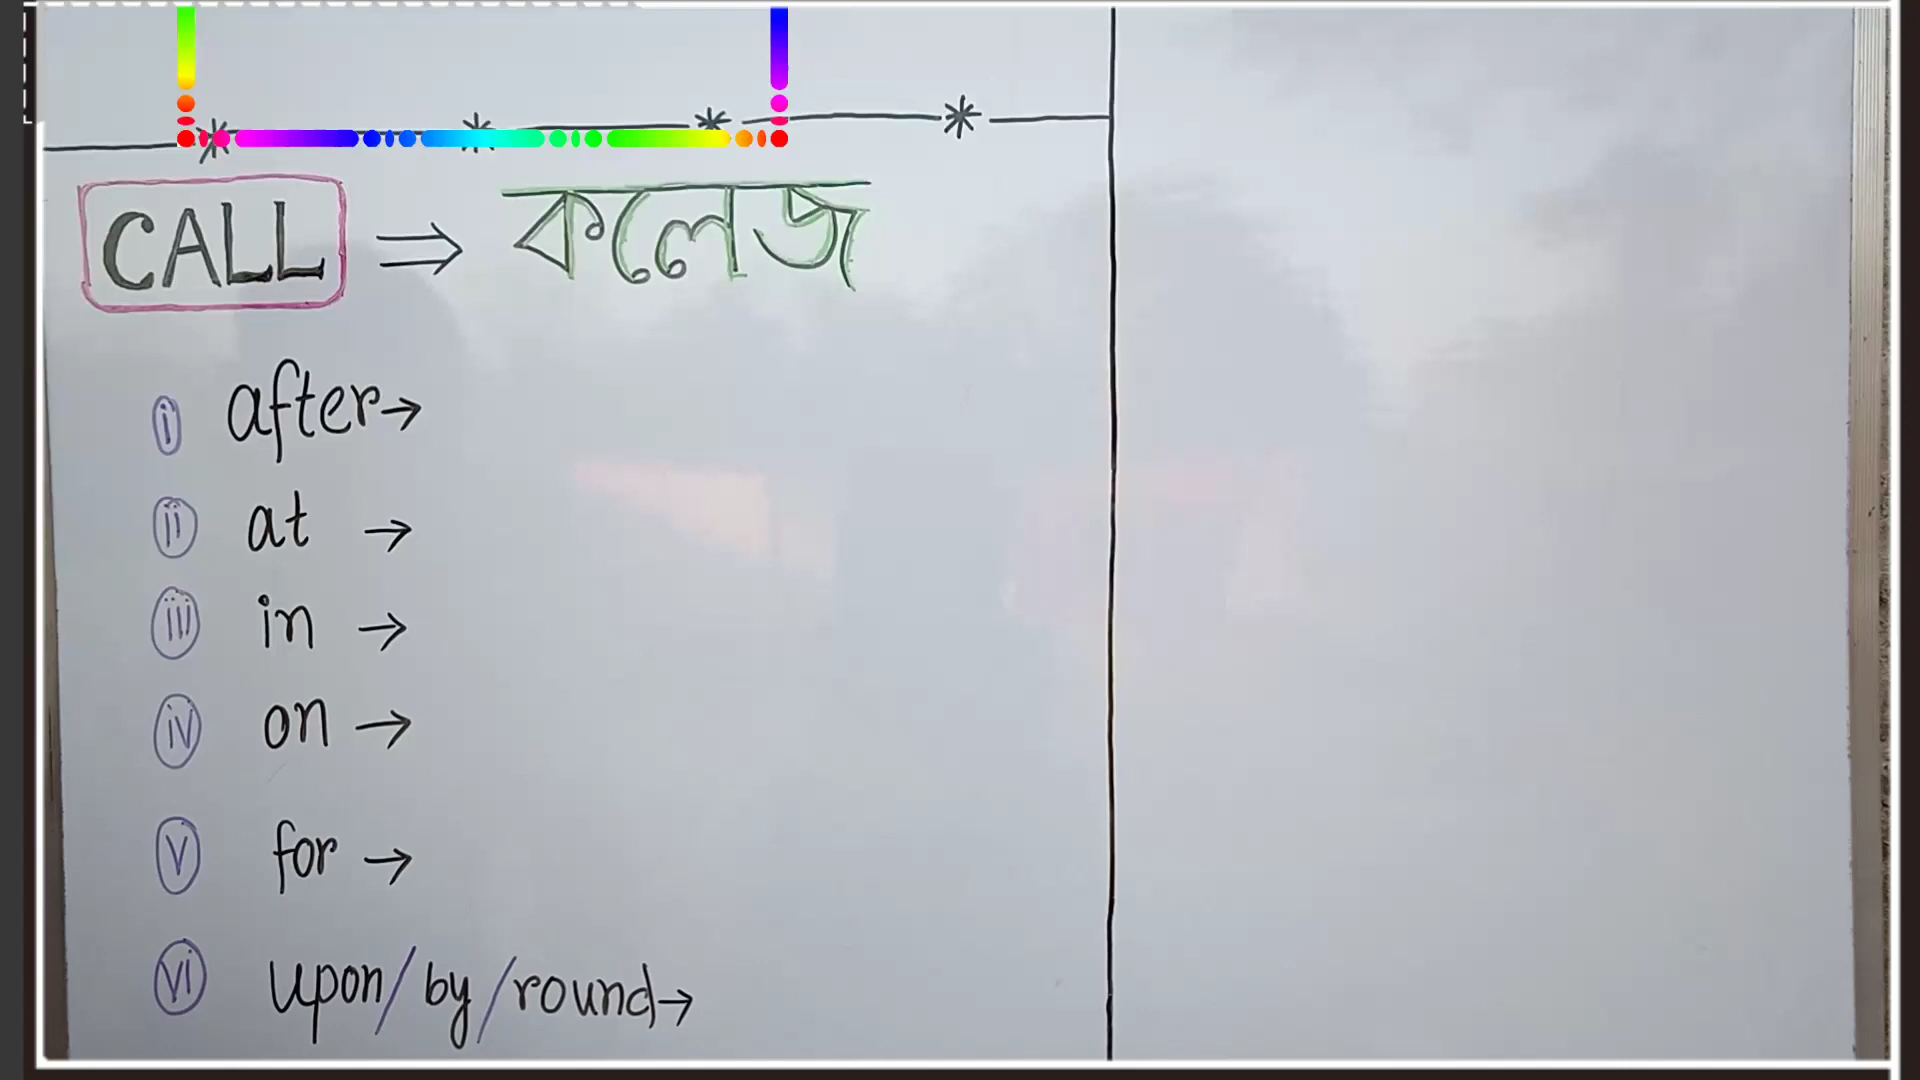 CALL ⇒ কলেজ
i after→
ii at →
iii in →
iv on →
v for →
vi upon/by/round→